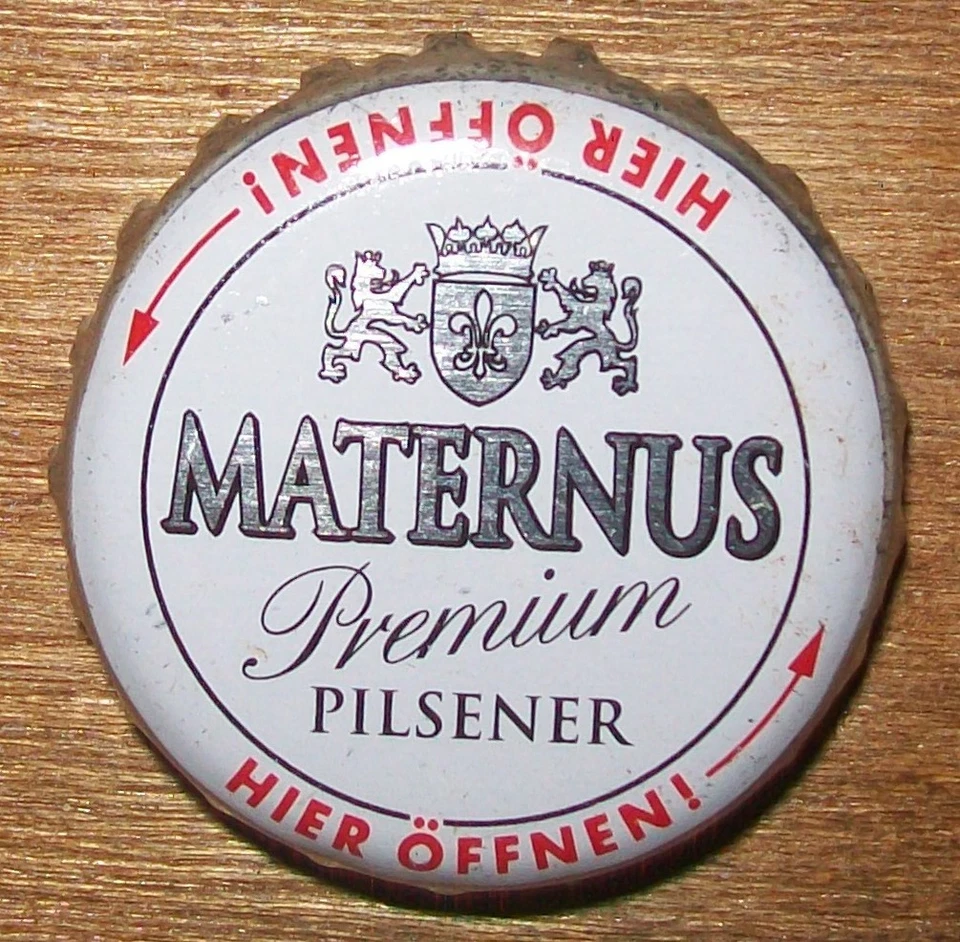 HIER ÖFFNEN!
MATERNUS
Premium
PILSENER
HIER ÖFFNEN!